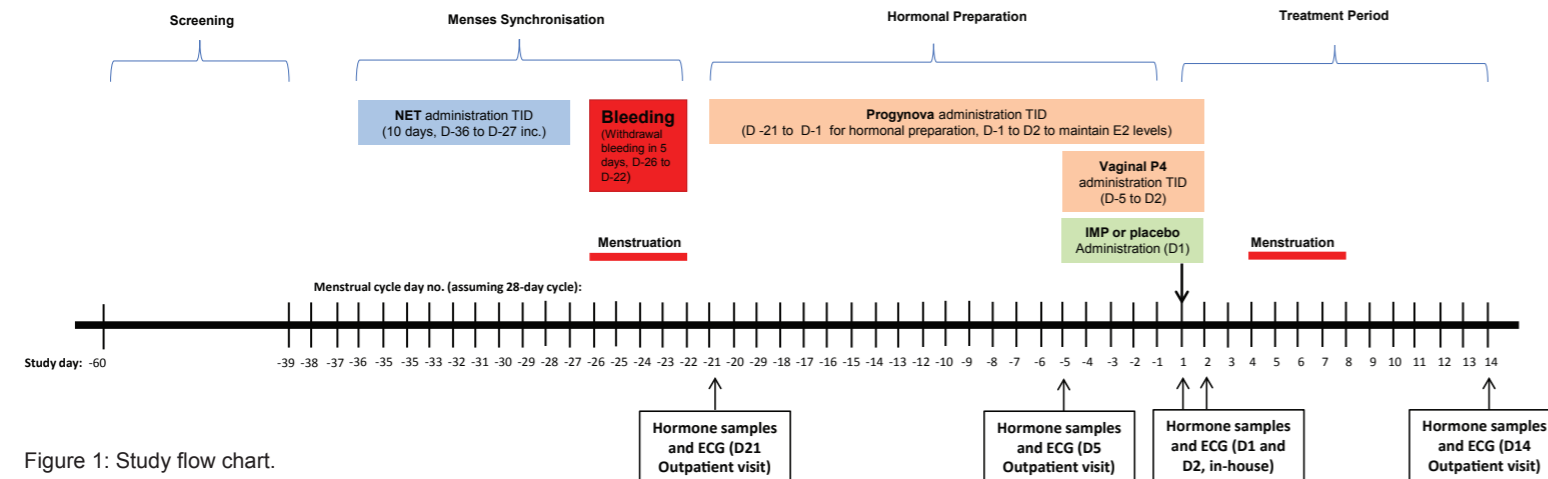 Screening
Menses Synchronisation
Hormonal Preparation
Treatment Period
NET administration TID
(10 days, D-36 to D-27 inc.)
Bleeding
(Withdrawal
bleeding in 5
days, D-26 to
D-22)
Progynova administration TID
(D -21 to D-1 for hormonal preparation, D-1 to D2 to maintain E2 levels)
Vaginal P4
administration TID
(D-5 to D2)
IMP or placebo
Administration (D1)
Menstruation
Menstruation
Menstrual cycle day no. (assuming 28-day cycle):
Study day: -60 -39 -38 -37 -36 -35 -35 -33 -32 -31 -30 -29 -28 -27 -26 -25 -24 -23 -22 -21 -20 -29 -18 -17 -16 -15 -14 -13 -12 -10 -9 -8 -7 -6 -5 -4 -3 -2 -1 1 2 3 4 5 6 7 8 9 10 11 12 13 14
Hormone samples
and ECG (D21
Outpatient visit)
Hormone samples
and ECG (D5
Outpatient visit)
Hormone samples
and ECG (D1 and
D2, in-house)
Hormone samples
and ECG (D14
Outpatient visit)
Figure 1: Study flow chart.